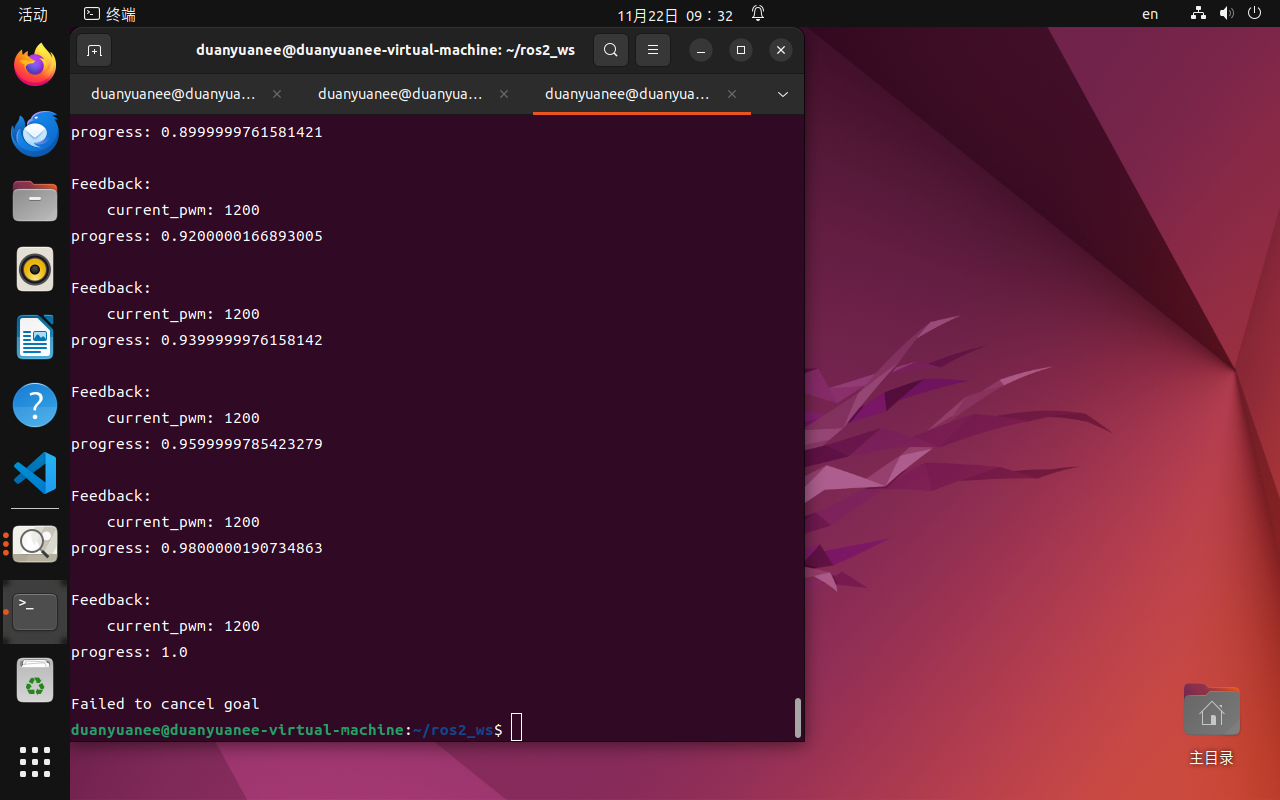 活动
终端
11月22日 09：32
en
duanyuanee@duanyuanee-virtual-machine: ~/ros2_ws
duanyuanee@duanyua...
duanyuanee@duanyua...
duanyuanee@duanyua...
progress: 0.8999999761581421
Feedback:
current_pwm: 1200
progress: 0.9200000166893005
Feedback:
current_pwm: 1200
progress: 0.9399999976158142
Feedback:
current_pwm: 1200
progress: 0.9599999785423279
Feedback:
current_pwm: 1200
progress: 0.9800000190734863
Feedback:
current_pwm: 1200
progress: 1.0
Failed to cancel goal
duanyuanee@duanyuanee-virtual-machine:~/ros2_ws$
主目录